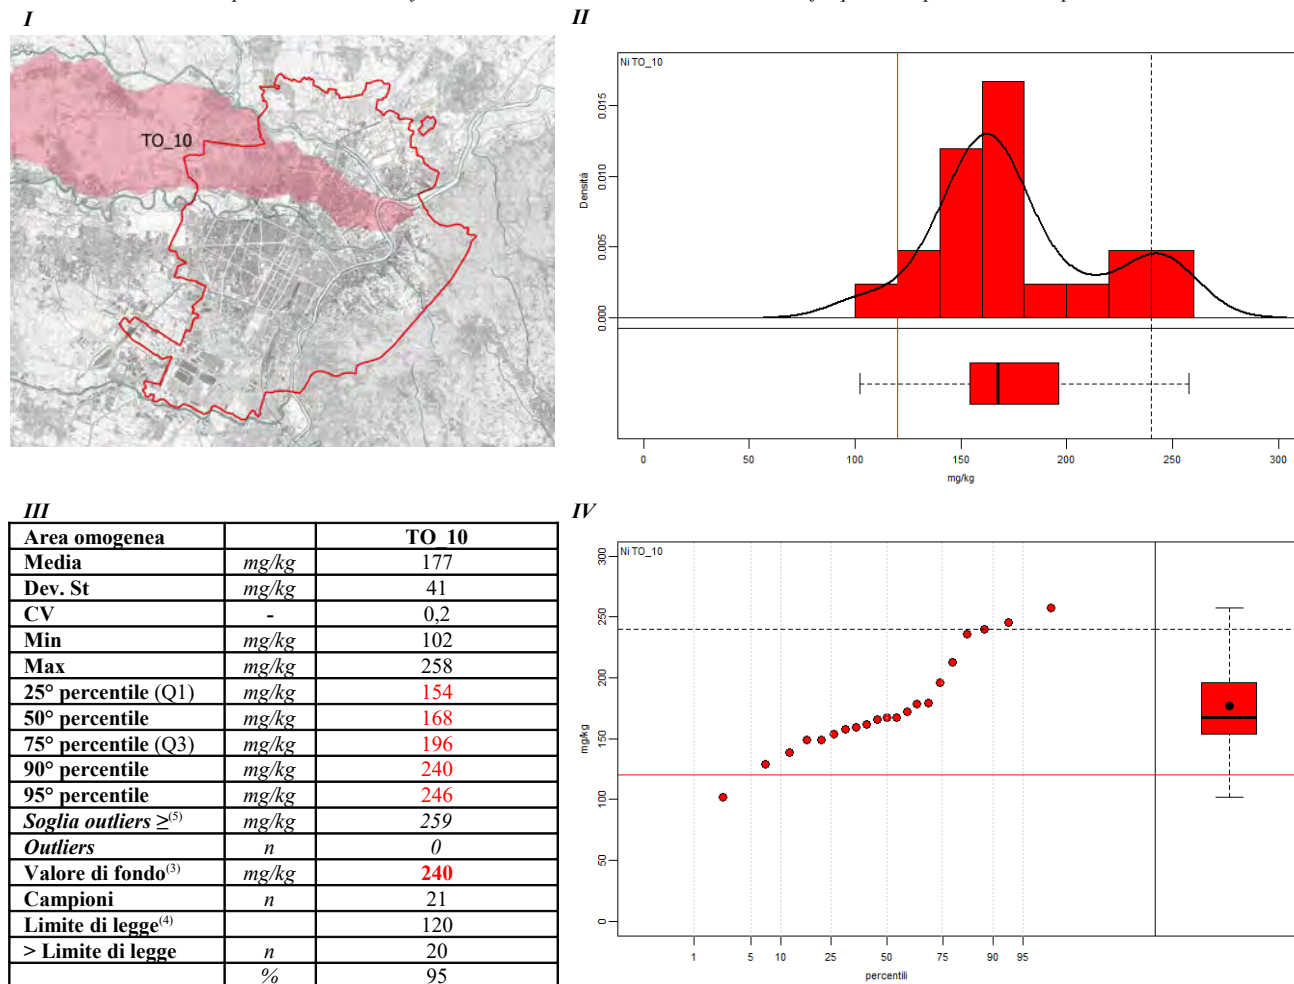 I
II
TO_10
Ni TO_10
Densità
0.000
0.005
0.010
0.015
0
50
100
150
200
250
300
mg/kg
III
Area omogenea TO_10
Media mg/kg 177
Dev. St mg/kg 41
CV - 0,2
Min mg/kg 102
Max mg/kg 258
25° percentile (Q1) mg/kg 154
50° percentile mg/kg 168
75° percentile (Q3) mg/kg 196
90° percentile mg/kg 240
95° percentile mg/kg 246
Soglia outliers ≥(5) mg/kg 259
Outliers n 0
Valore di fondo(3) mg/kg 240
Campioni n 21
Limite di legge(4) 120
> Limite di legge n 20
% 95
IV
Ni TO_10
mg/kg
0
50
100
150
200
250
300
1
5
10
25
50
75
90
95
percentili